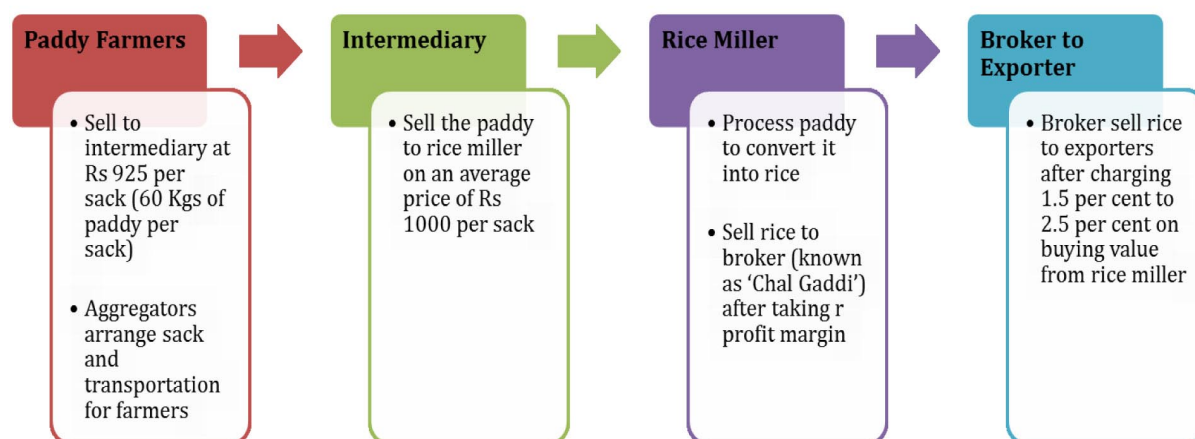 Paddy Farmers
• Sell to
intermediary at
Rs 925 per
sack (60 Kgs of
paddy per
sack)
• Aggregators
arrange sack
and
transportation
for farmers
Intermediary
• Sell the paddy
to rice miller
on an average
price of Rs
1000 per sack
Rice Miller
• Process paddy
to convert it
into rice
• Sell rice to
broker (known
as ‘Chal Gaddi’)
after taking r
profit margin
Broker to
Exporter
• Broker sell rice
to exporters
after charging
1.5 per cent to
2.5 per cent on
buying value
from rice miller